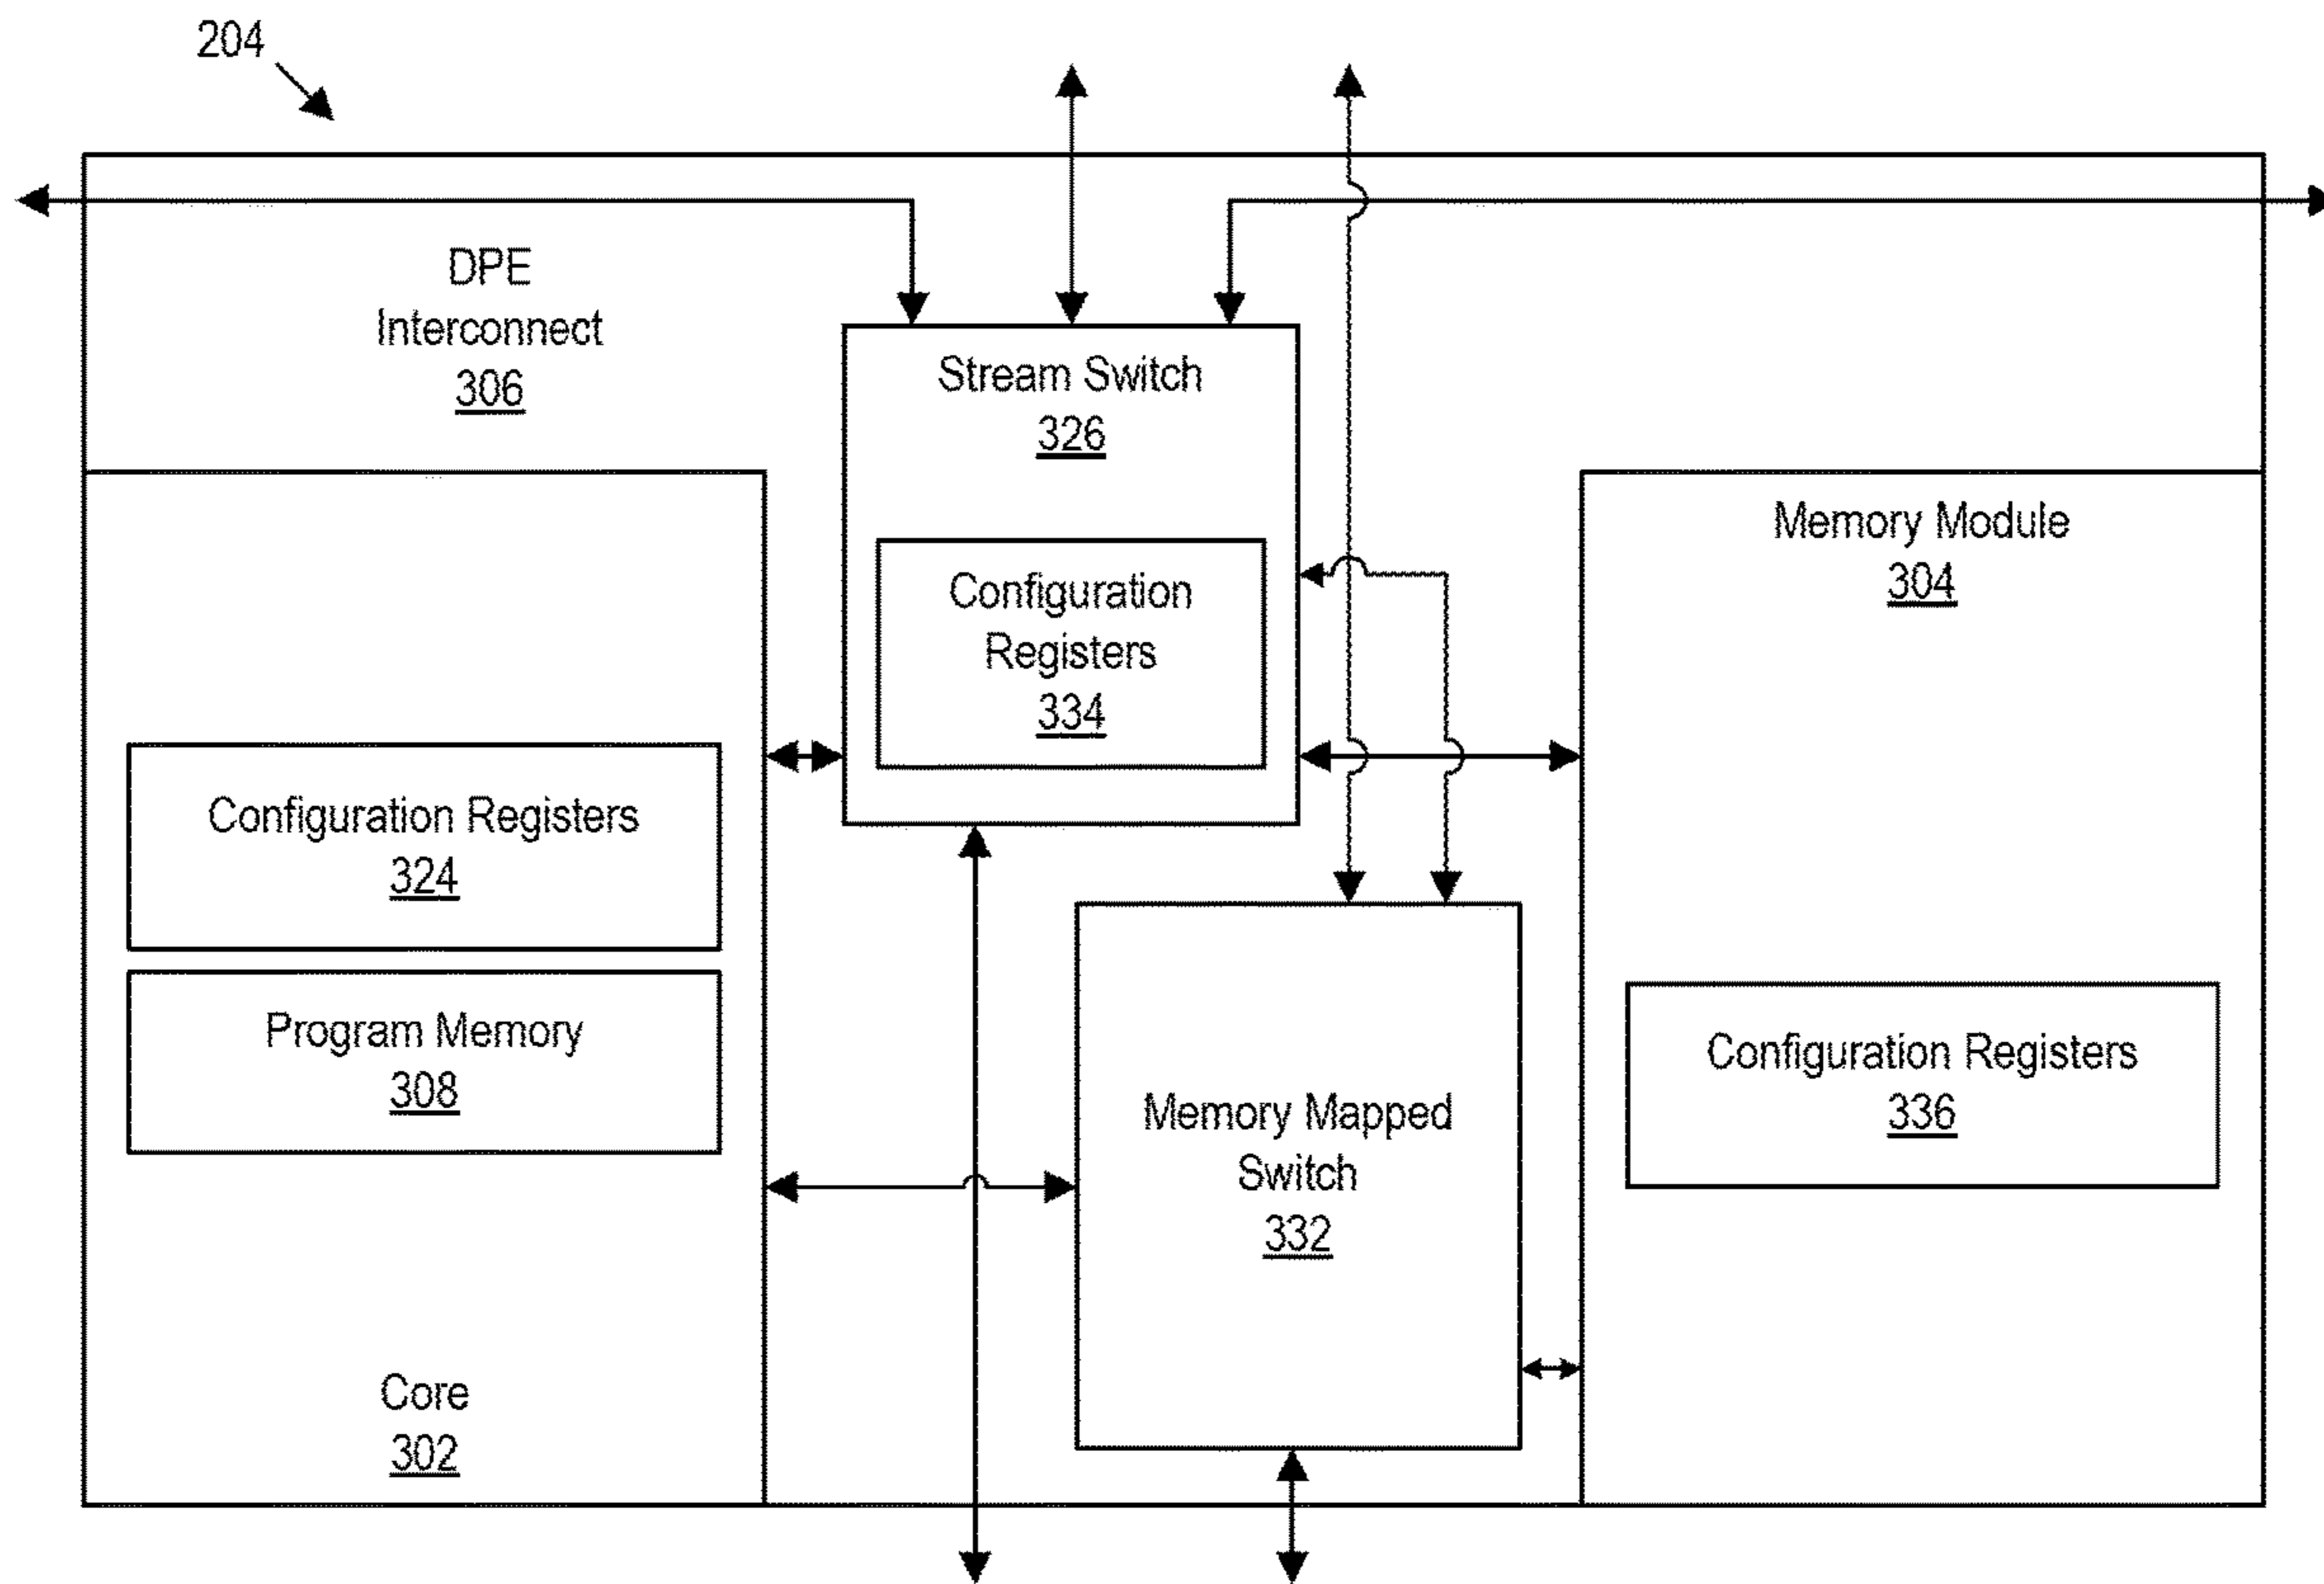 204
DPE
Interconnect
306
Stream Switch
326
Configuration
Registers
334
Memory Module
304
Configuration Registers
324
Program Memory
308
Memory Mapped
Switch
332
Configuration Registers
336
Core
302